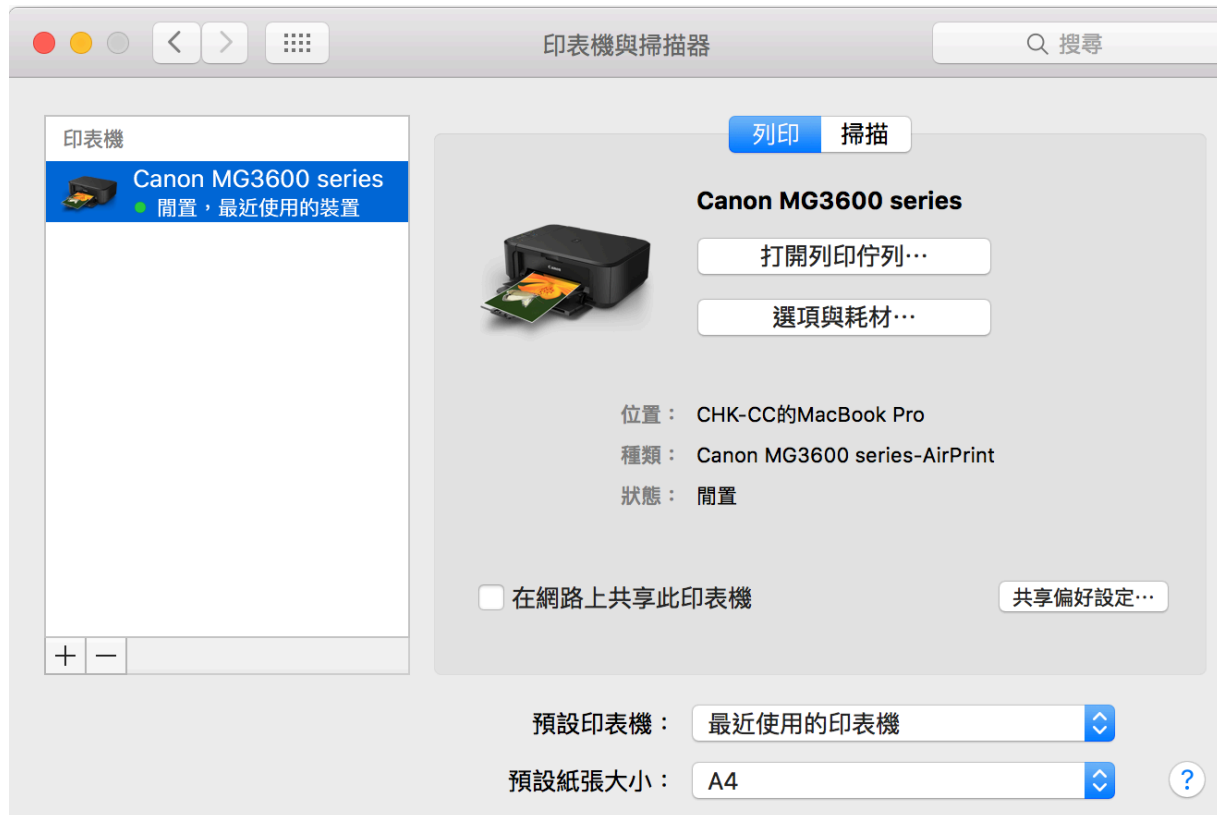 印表機與掃描器
搜尋
印表機
Canon MG3600 series
閒置，最近使用的裝置
列印 掃描
Canon MG3600 series
打開列印佇列…
選項與耗材…
位置： CHK-CC的MacBook Pro
種類： Canon MG3600 series-AirPrint
狀態： 閒置
在網路上共享此印表機
共享偏好設定…
預設印表機： 最近使用的印表機
預設紙張大小： A4
?